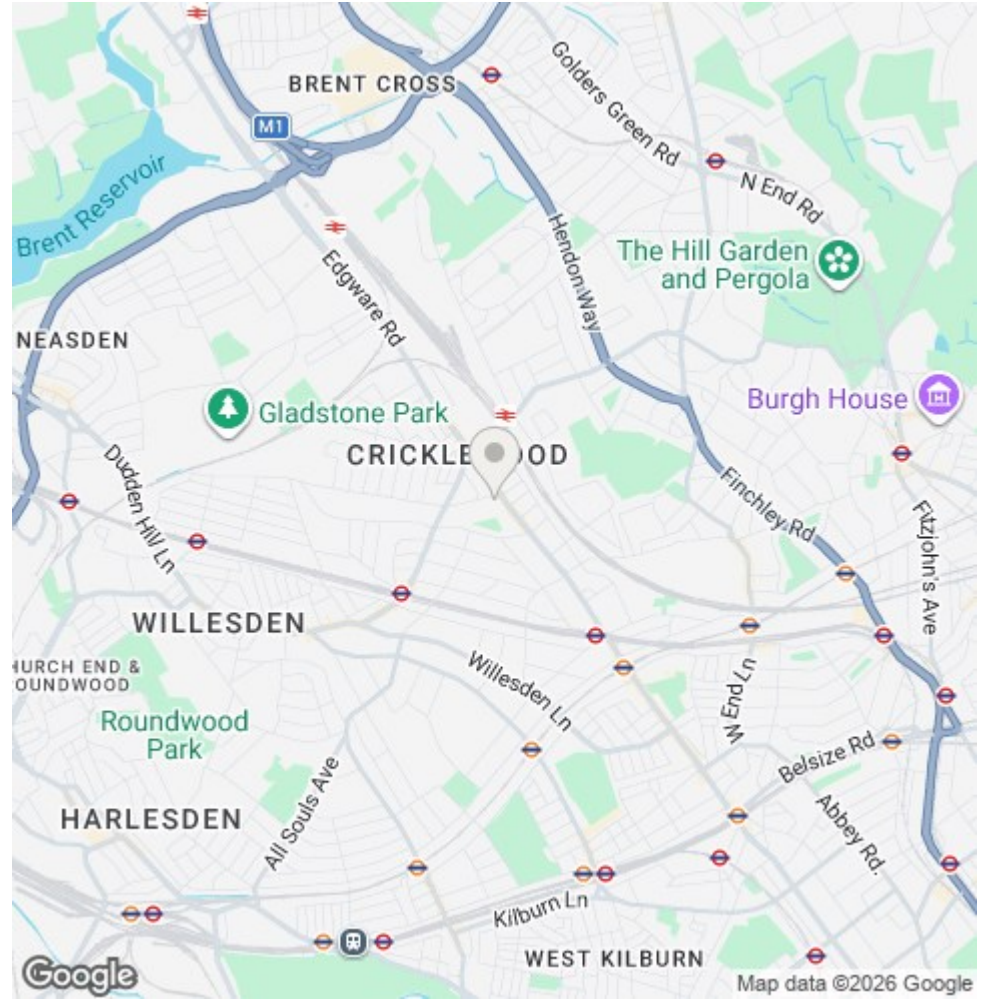 BRENT CROSS
Golders Green Rd
M1
N End Rd
Brent Reservoir
Edgware Rd
Hendon Way
The Hill Garden
and Pergola
NEASDEN
Gladstone Park
Burgh House
CRICKLE OOD
Dudden Hill Ln
Finchley Rd
Fitzjohn's Ave
WILLESDEN
HURCH END &
OUNDWOOD
Willesden Ln
W End Ln
Roundwood
Park
Belsize Rd
HARLESDEN
All Souls Ave
Abbey Rd.
Kilburn Ln
WEST KILBURN
Google
Map data ©2026 Google